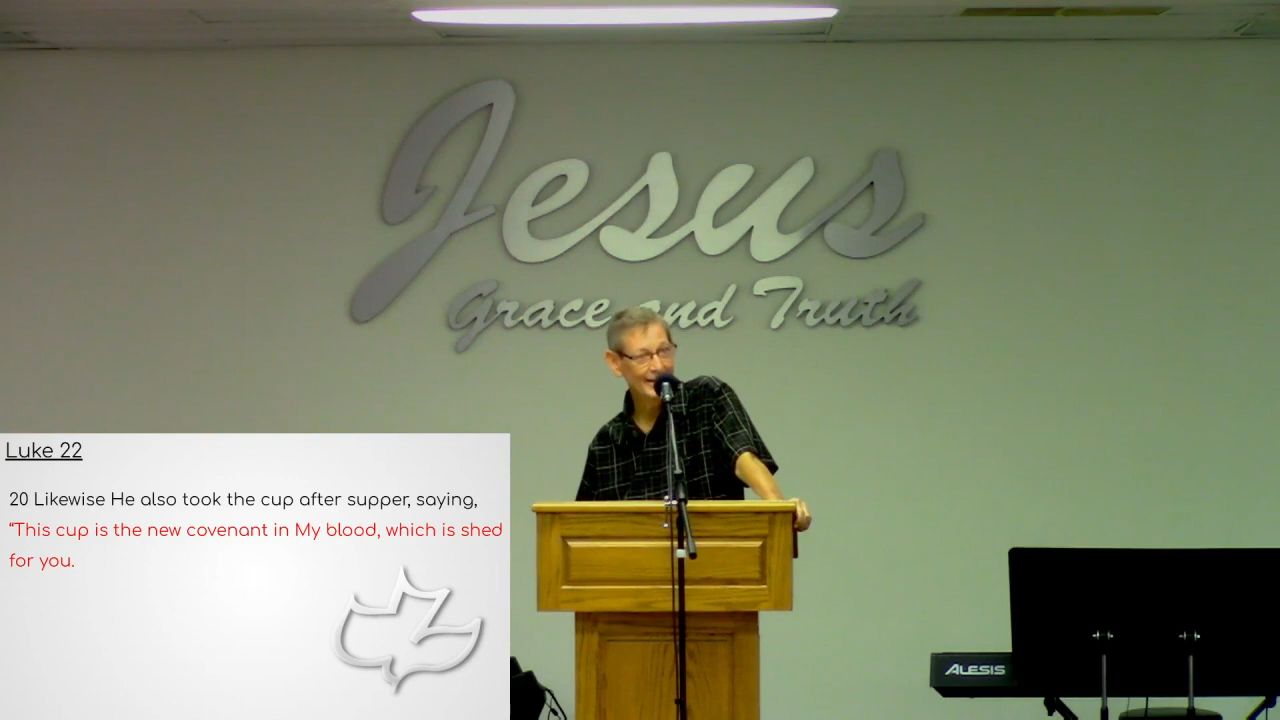 Jesus
Grace and Truth
Luke 22
20 Likewise He also took the cup after supper, saying,
“This cup is the new covenant in My blood, which is shed
for you.
ALESIS